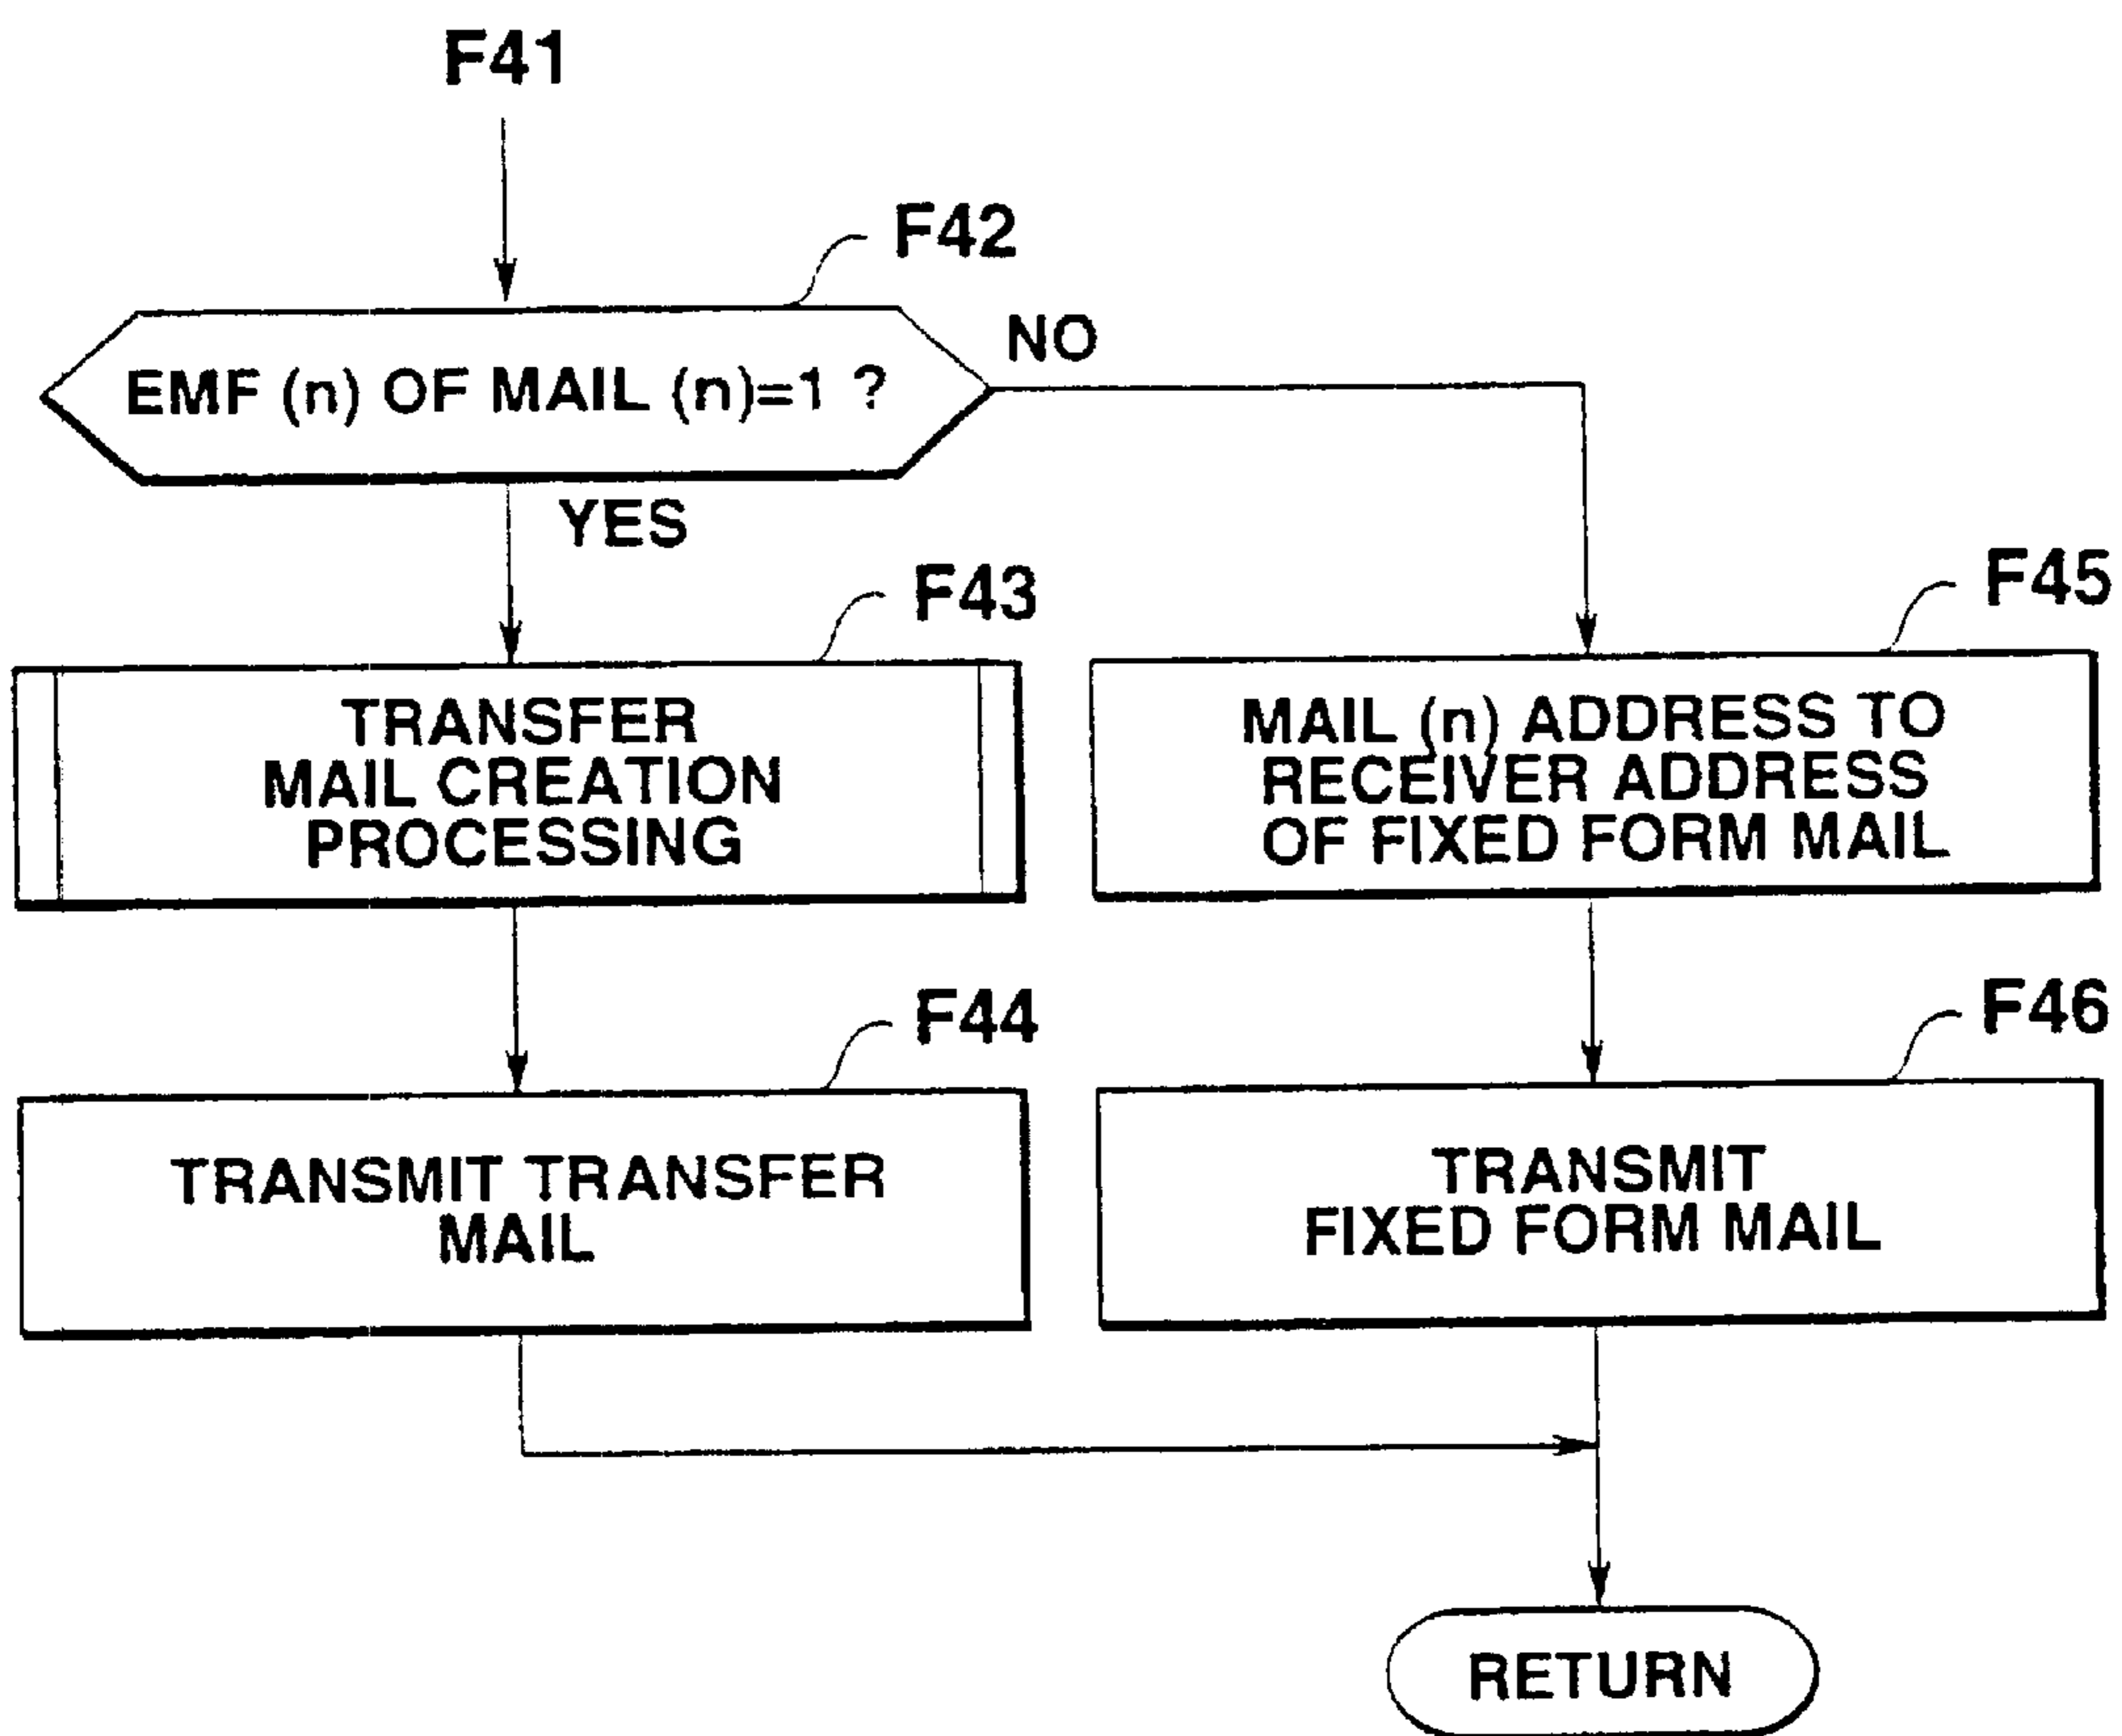 F41
F42
EMF (n) OF MAIL (n)=1 ?
NO
YES
F43
TRANSFER
MAIL CREATION
PROCESSING
F45
MAIL (n) ADDRESS TO
RECEIVER ADDRESS
OF FIXED FORM MAIL
F44
TRANSMIT TRANSFER
MAIL
F46
TRANSMIT
FIXED FORM MAIL
RETURN